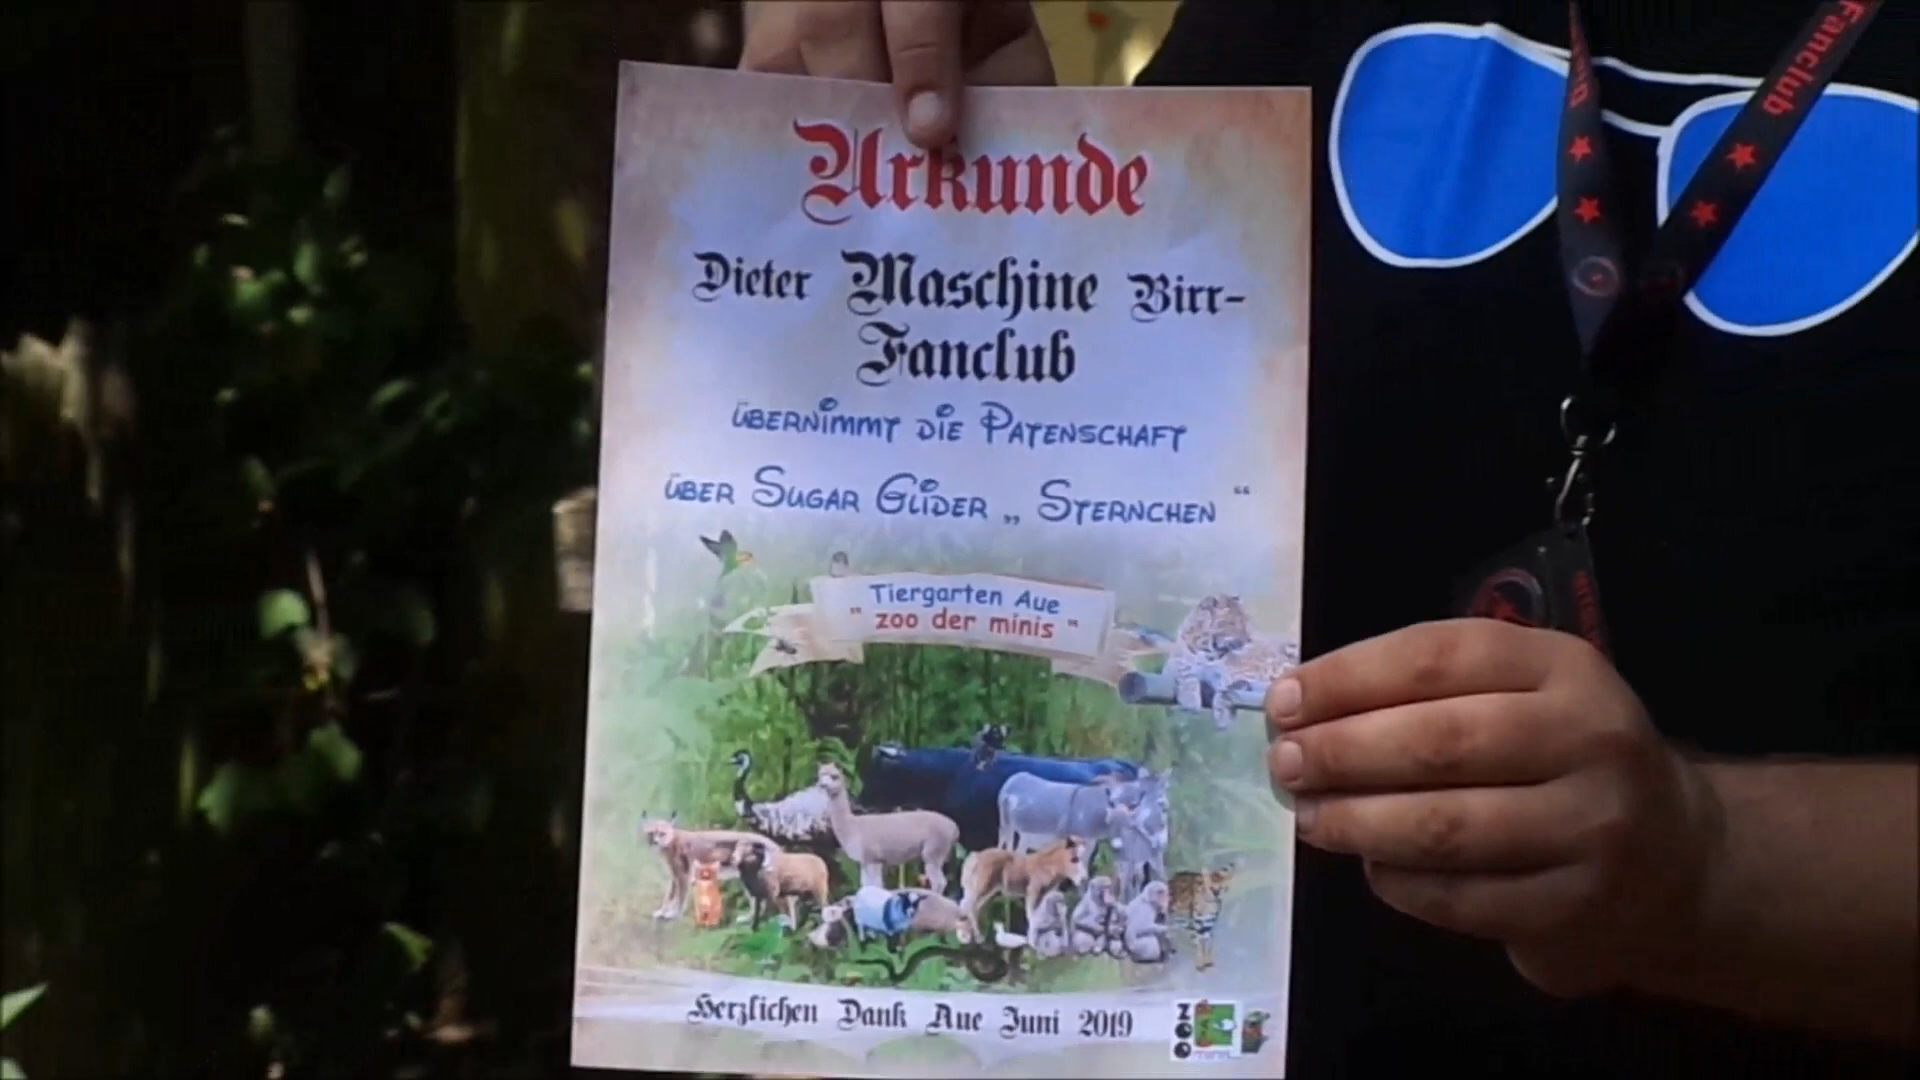 Urkunde
Dieter Maschine Birr-
Fanclub
übernimmt die Patenschaft
über Sugar Glider „ Sternchen “
Tiergarten Aue
" zoo der minis "
Herzlichen Dank Aue Juni 2019
ZOO
Fanclub